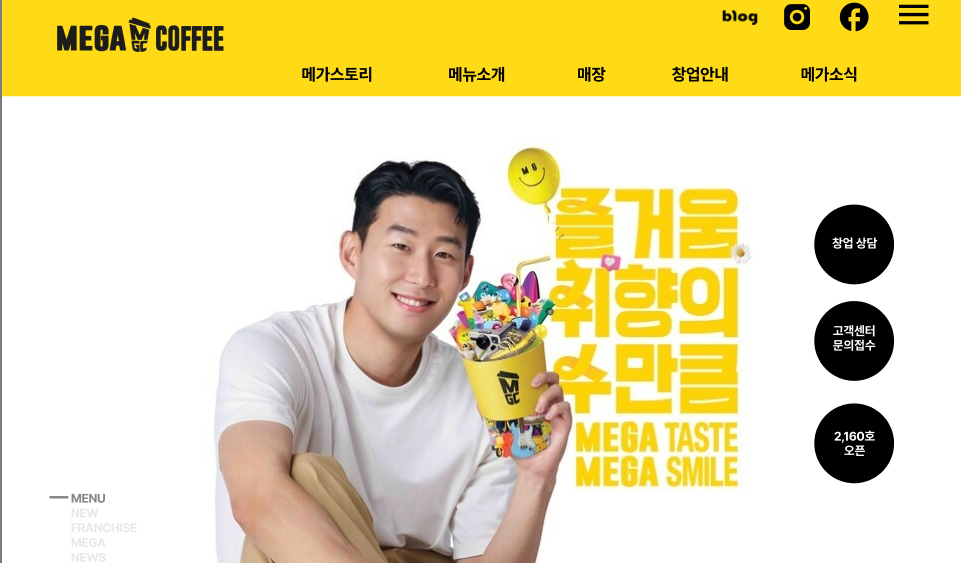 blog
MEGA MGC COFFEE
메가스토리 메뉴소개 매장 창업안내 메가소식
M G
즐거움
취향의
수만큼
MEGA TASTE
MEGA SMILE
MGC
창업 상담
고객센터
문의접수
2,160호
오픈
MENU
NEW
FRANCHISE
MEGA
NEWS